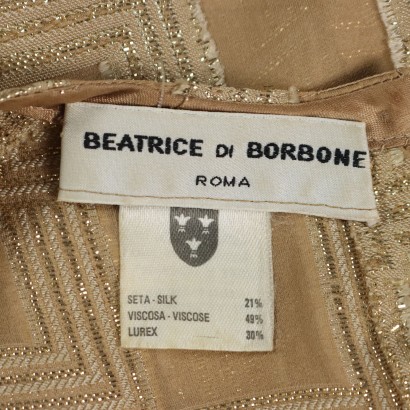 BEATRICE DI BORBONE
ROMA
SETA - SILK 21%
VISCOSA - VISCOSE 49%
LUREX 30%